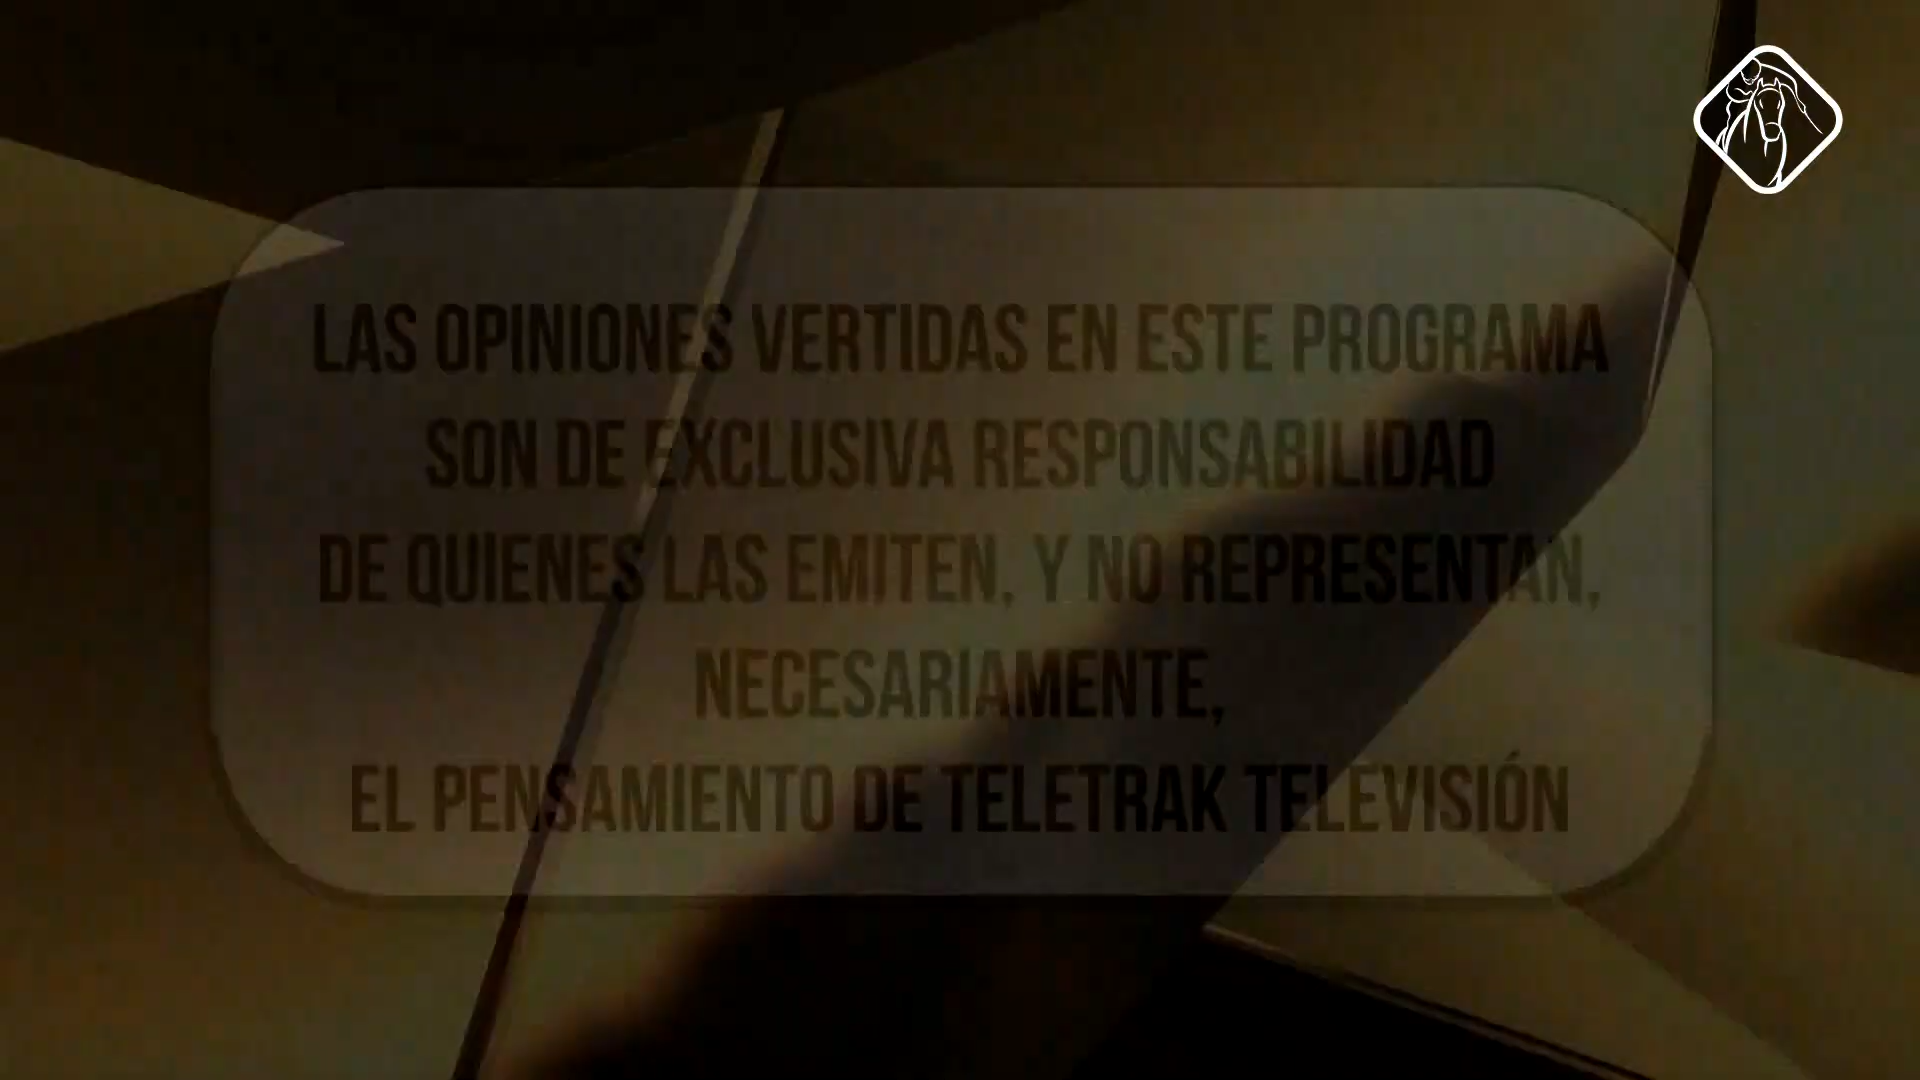 LAS OPINIONES VERTIDAS EN ESTE PROGRAMA
SON DE EXCLUSIVA RESPONSABILIDAD
DE QUIENES LAS EMITEN, Y NO REPRESENTAN,
NECESARIAMENTE,
EL PENSAMIENTO DE TELETRAK TELEVISIÓN